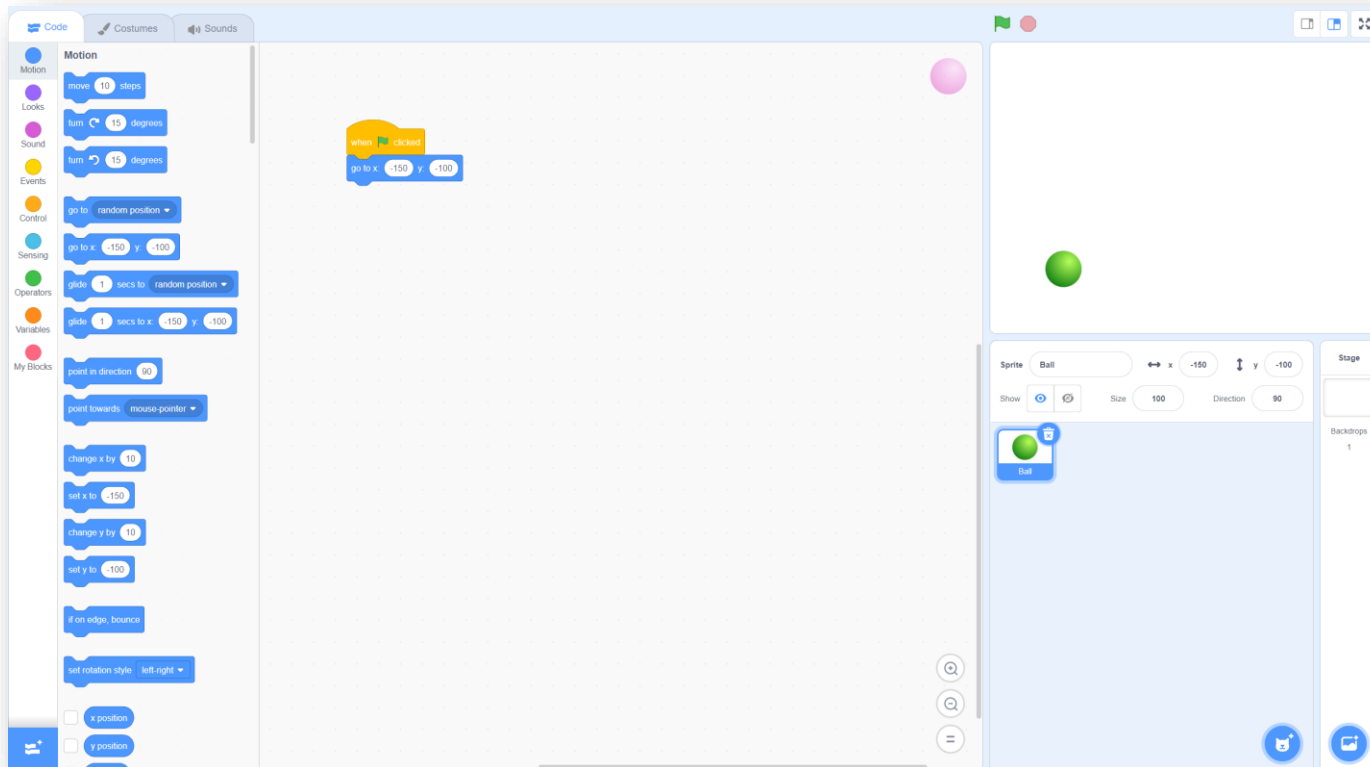 Code
Costumes
Sounds
Motion
Looks
Sound
Events
Control
Sensing
Operators
Variables
My Blocks
Motion
move 10 steps
turn 15 degrees
turn 15 degrees
go to random position
go to x: -150 y: -100
glide 1 secs to random position
glide 1 secs to x: -150 y: -100
point in direction 90
point towards mouse-pointer
change x by 10
set x to -150
change y by 10
set y to -100
if on edge, bounce
set rotation style left-right
x position
y position
when clicked
go to x: -150 y: -100
Sprite Ball x -150 y -100
Show Size 100 Direction 90
Ball
Stage
Backdrops
1